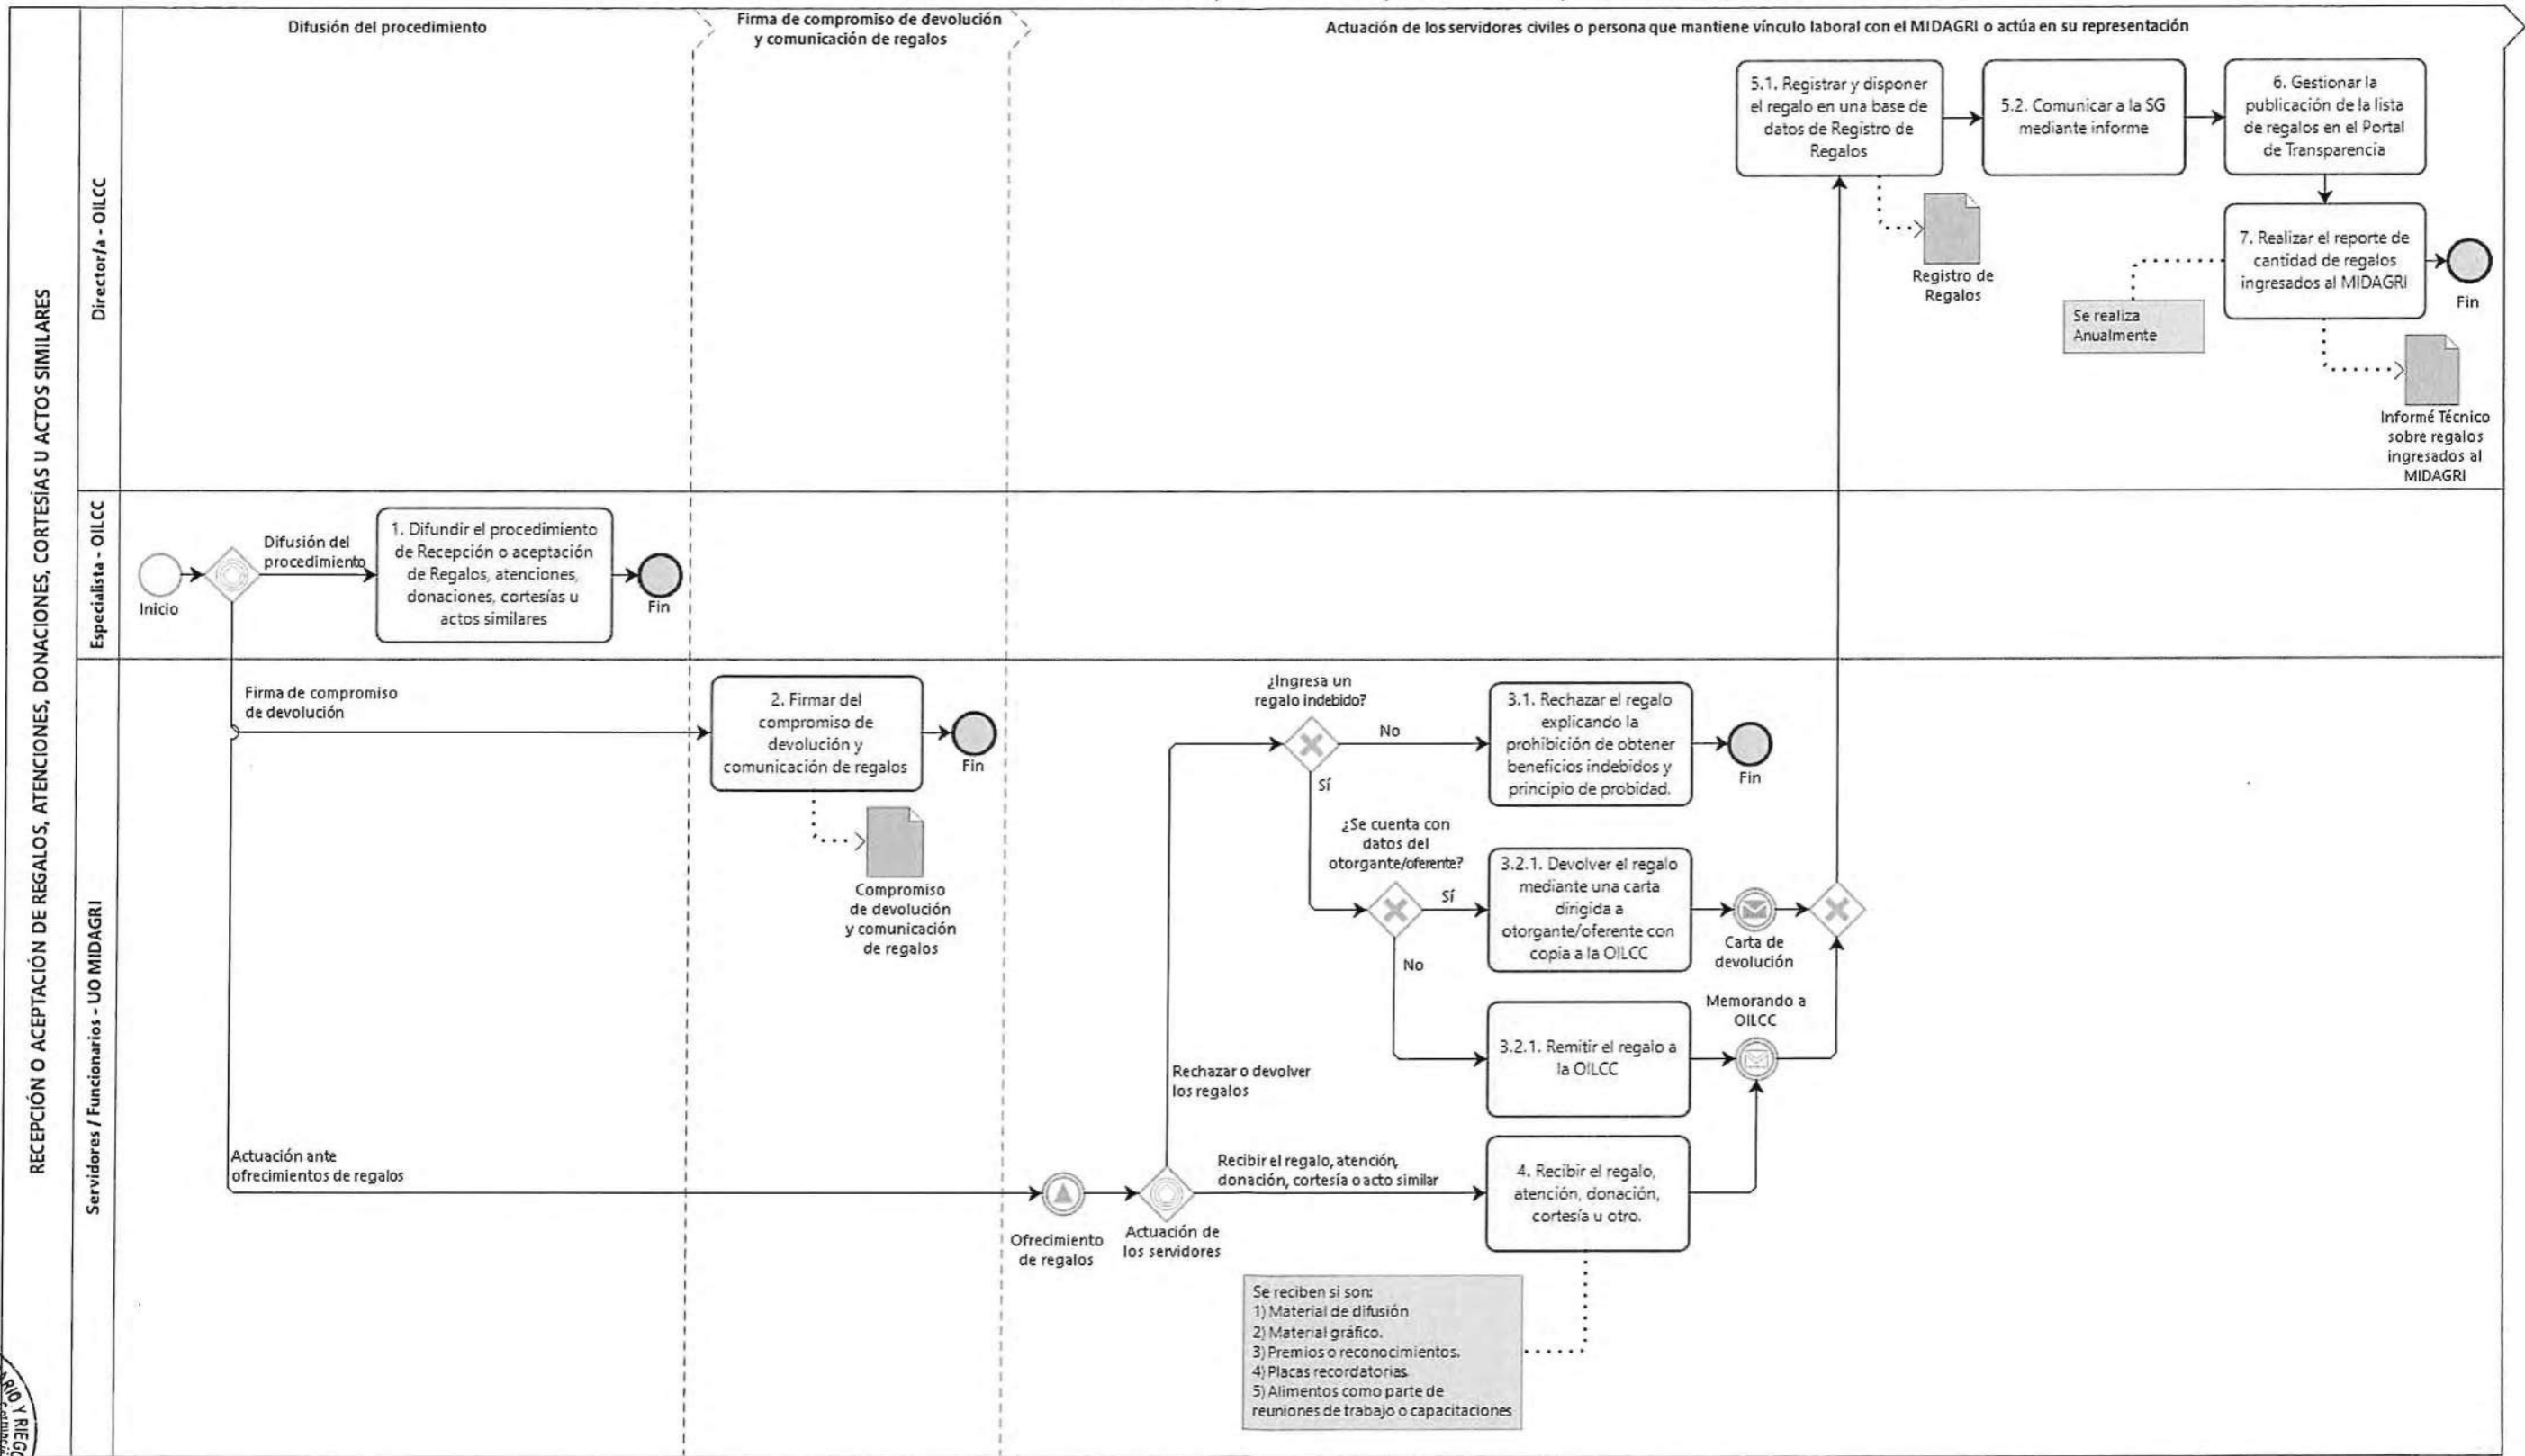 Difusión del procedimiento
Firma de compromiso de devolución
y comunicación de regalos
Actuación de los servidores civiles o persona que mantiene vínculo laboral con el MIDAGRI o actúa en su representación
RECEPCIÓN O ACEPTACIÓN DE REGALOS, ATENCIONES, DONACIONES, CORTESÍAS U ACTOS SIMILARES
Director/a - OILCC
5.1. Registrar y disponer
el regalo en una base de
datos de Registro de
Regalos
5.2. Comunicar a la SG
mediante informe
6. Gestionar la
publicación de la lista
de regalos en el Portal
de Transparencia
Registro de
Regalos
7. Realizar el reporte de
cantidad de regalos
ingresados al MIDAGRI
Fin
Se realiza
Anualmente
Informé Técnico
sobre regalos
ingresados al
MIDAGRI
Especialista - OILCC
Inicio
Difusión del
procedimiento
1. Difundir el procedimiento
de Recepción o aceptación
de Regalos, atenciones,
donaciones, cortesías u
actos similares
Fin
Servidores / Funcionarios - UO MIDAGRI
Firma de compromiso
de devolución
2. Firmar del
compromiso de
devolución y
comunicación de regalos
Fin
Compromiso
de devolución
y comunicación
de regalos
¿Ingresa un
regalo indebido?
No
Sí
3.1. Rechazar el regalo
explicando la
prohibición de obtener
beneficios indebidos y
principio de probidad.
Fin
¿Se cuenta con
datos del
otorgante/oferente?
Sí
No
3.2.1. Devolver el regalo
mediante una carta
dirigida a
otorgante/oferente con
copia a la OILCC
Carta de
devolución
Memorando a
OILCC
3.2.1. Remitir el regalo a
la OILCC
Rechazar o devolver
los regalos
Actuación ante
ofrecimientos de regalos
Ofrecimiento
de regalos
Actuación de
los servidores
Recibir el regalo, atención,
donación, cortesía o acto similar
4. Recibir el regalo,
atención, donación,
cortesía u otro.
Se reciben si son:
1) Material de difusión
2) Material gráfico.
3) Premios o reconocimientos.
4) Placas recordatorias.
5) Alimentos como parte de
reuniones de trabajo o capacitaciones
ARIO Y RIEGO